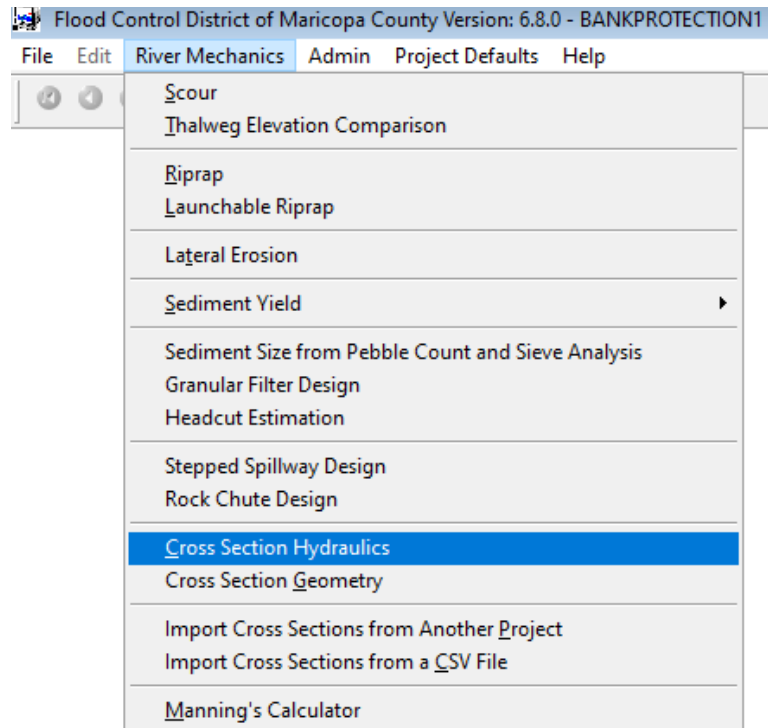 Flood Control District of Maricopa County Version: 6.8.0 - BANKPROTECTION1
File Edit River Mechanics Admin Project Defaults Help
Scour
Thalweg Elevation Comparison
Riprap
Launchable Riprap
Lateral Erosion
Sediment Yield
Sediment Size from Pebble Count and Sieve Analysis
Granular Filter Design
Headcut Estimation
Stepped Spillway Design
Rock Chute Design
Cross Section Hydraulics
Cross Section Geometry
Import Cross Sections from Another Project
Import Cross Sections from a CSV File
Manning's Calculator